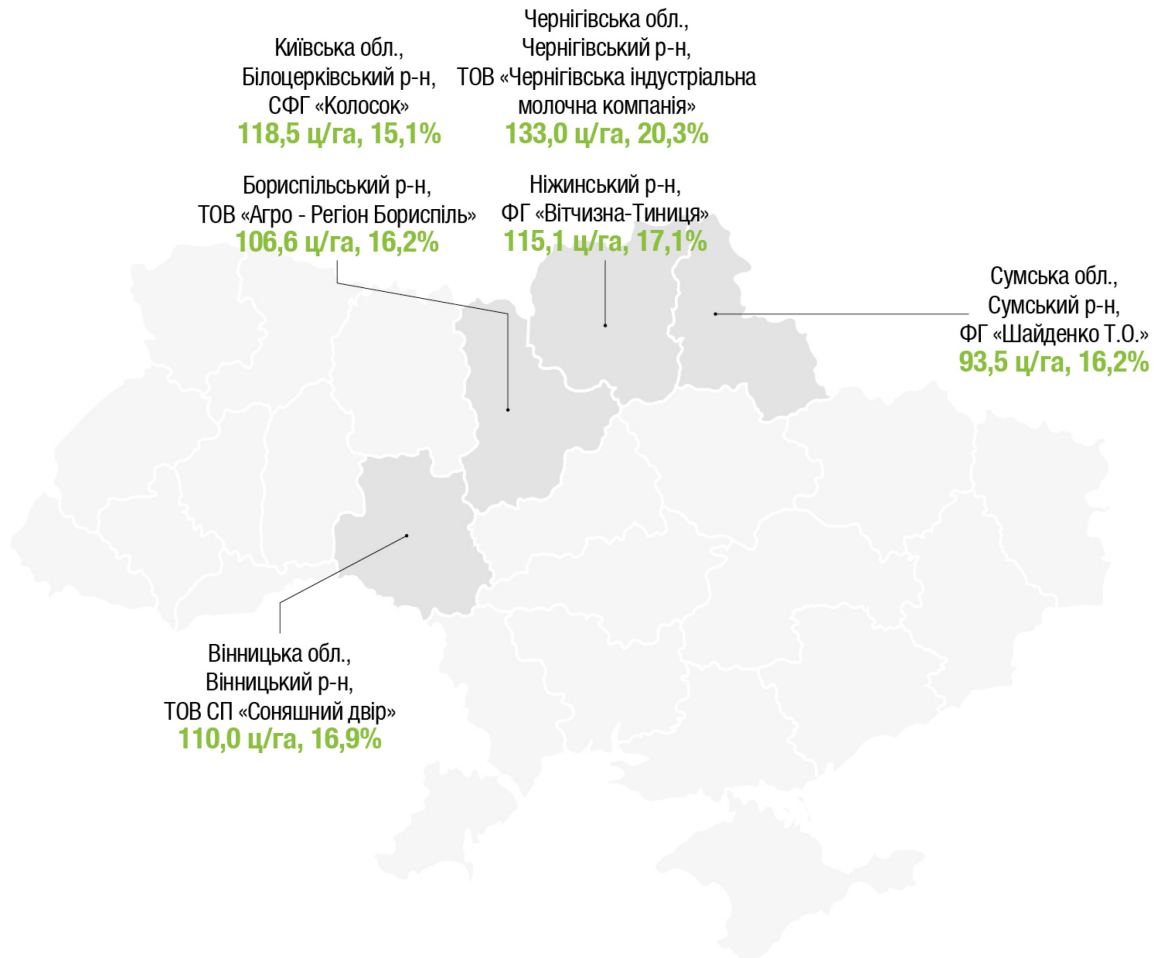 Київська обл.,
Білоцерківський р-н,
СФГ «Колосок»
118,5 ц/га, 15,1%
Бориспільський р-н,
ТОВ «Агро - Регіон Бориспіль»
106,6 ц/га, 16,2%
Чернігівська обл.,
Чернігівський р-н,
ТОВ «Чернігівська індустріальна
молочна компанія»
133,0 ц/га, 20,3%
Ніжинський р-н,
ФГ «Вітчизна-Тиниця»
115,1 ц/га, 17,1%
Сумська обл.,
Сумський р-н,
ФГ «Шайденко Т.О.»
93,5 ц/га, 16,2%
Вінницька обл.,
Вінницький р-н,
ТОВ СП «Соняшний двір»
110,0 ц/га, 16,9%